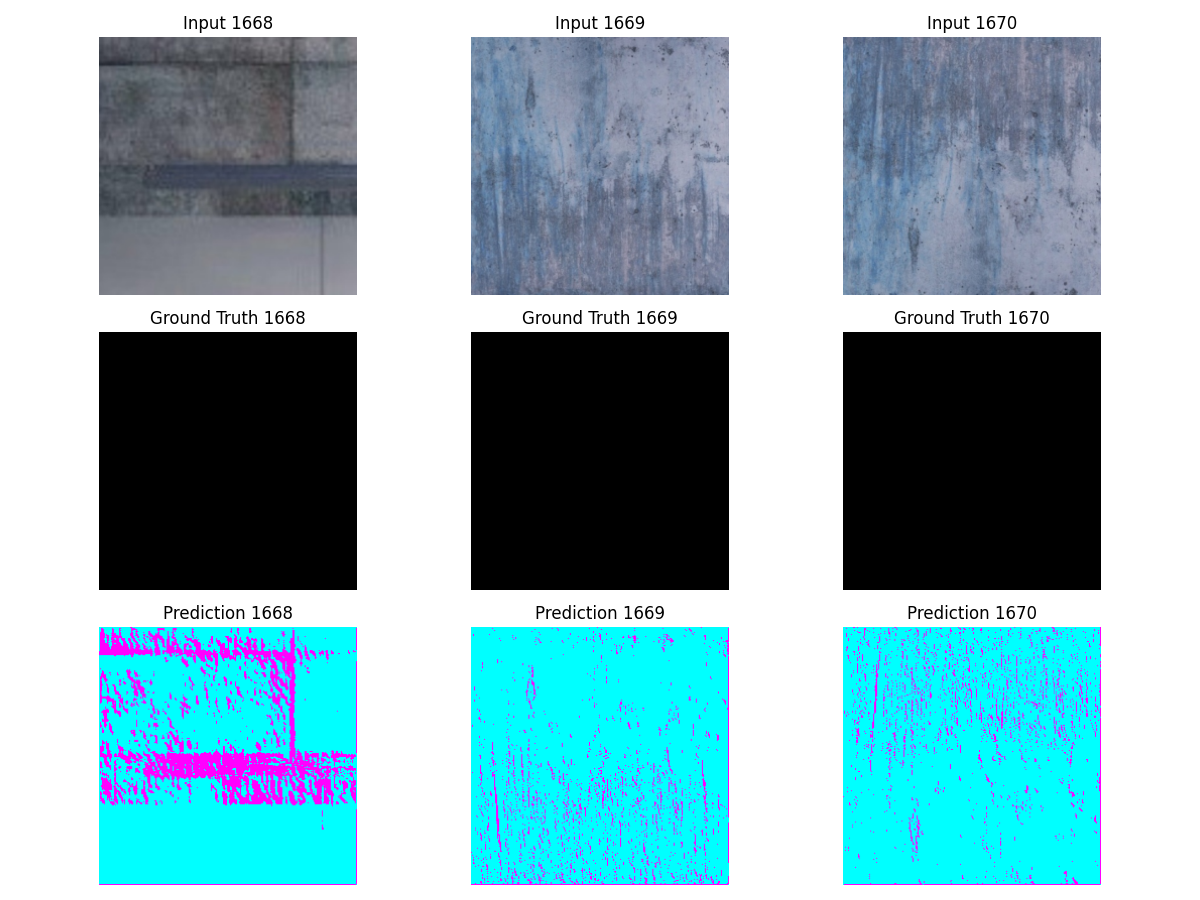 Input 1668
Input 1669
Input 1670
Ground Truth 1668
Ground Truth 1669
Ground Truth 1670
Prediction 1668
Prediction 1669
Prediction 1670